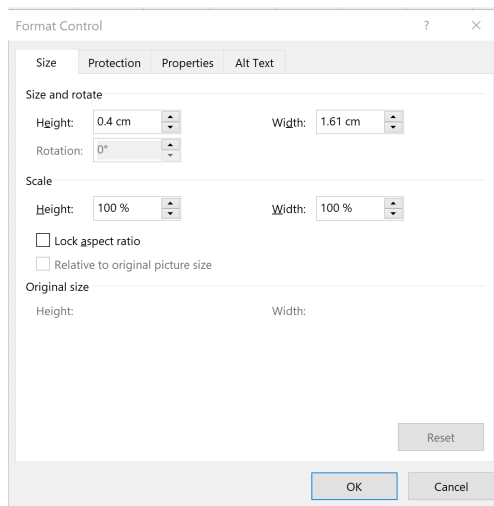 Format Control ? ×
Size Protection Properties Alt Text
Size and rotate
Height: 0.4 cm Width: 1.61 cm
Rotation: 0°
Scale
Height: 100 % Width: 100 %
Lock aspect ratio
Relative to original picture size
Original size
Height: Width:
Reset
OK Cancel